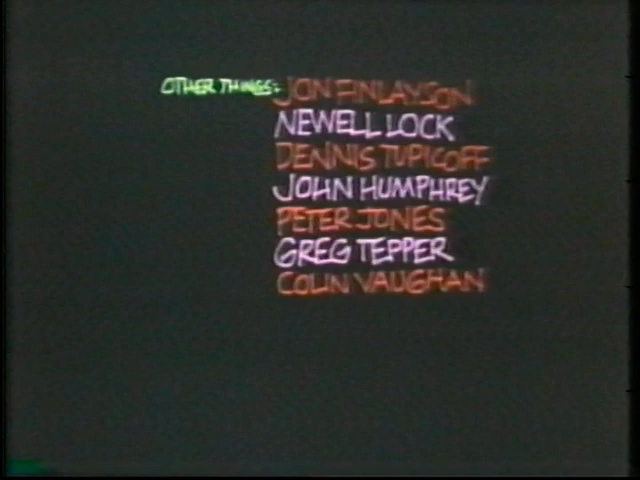 OTHER THINGS: JON FINLAYSON
NEWELL LOCK
DENNIS TUPICOFF
JOHN HUMPHREY
PETER JONES
GREG TEPPER
COLIN VAUGHAN